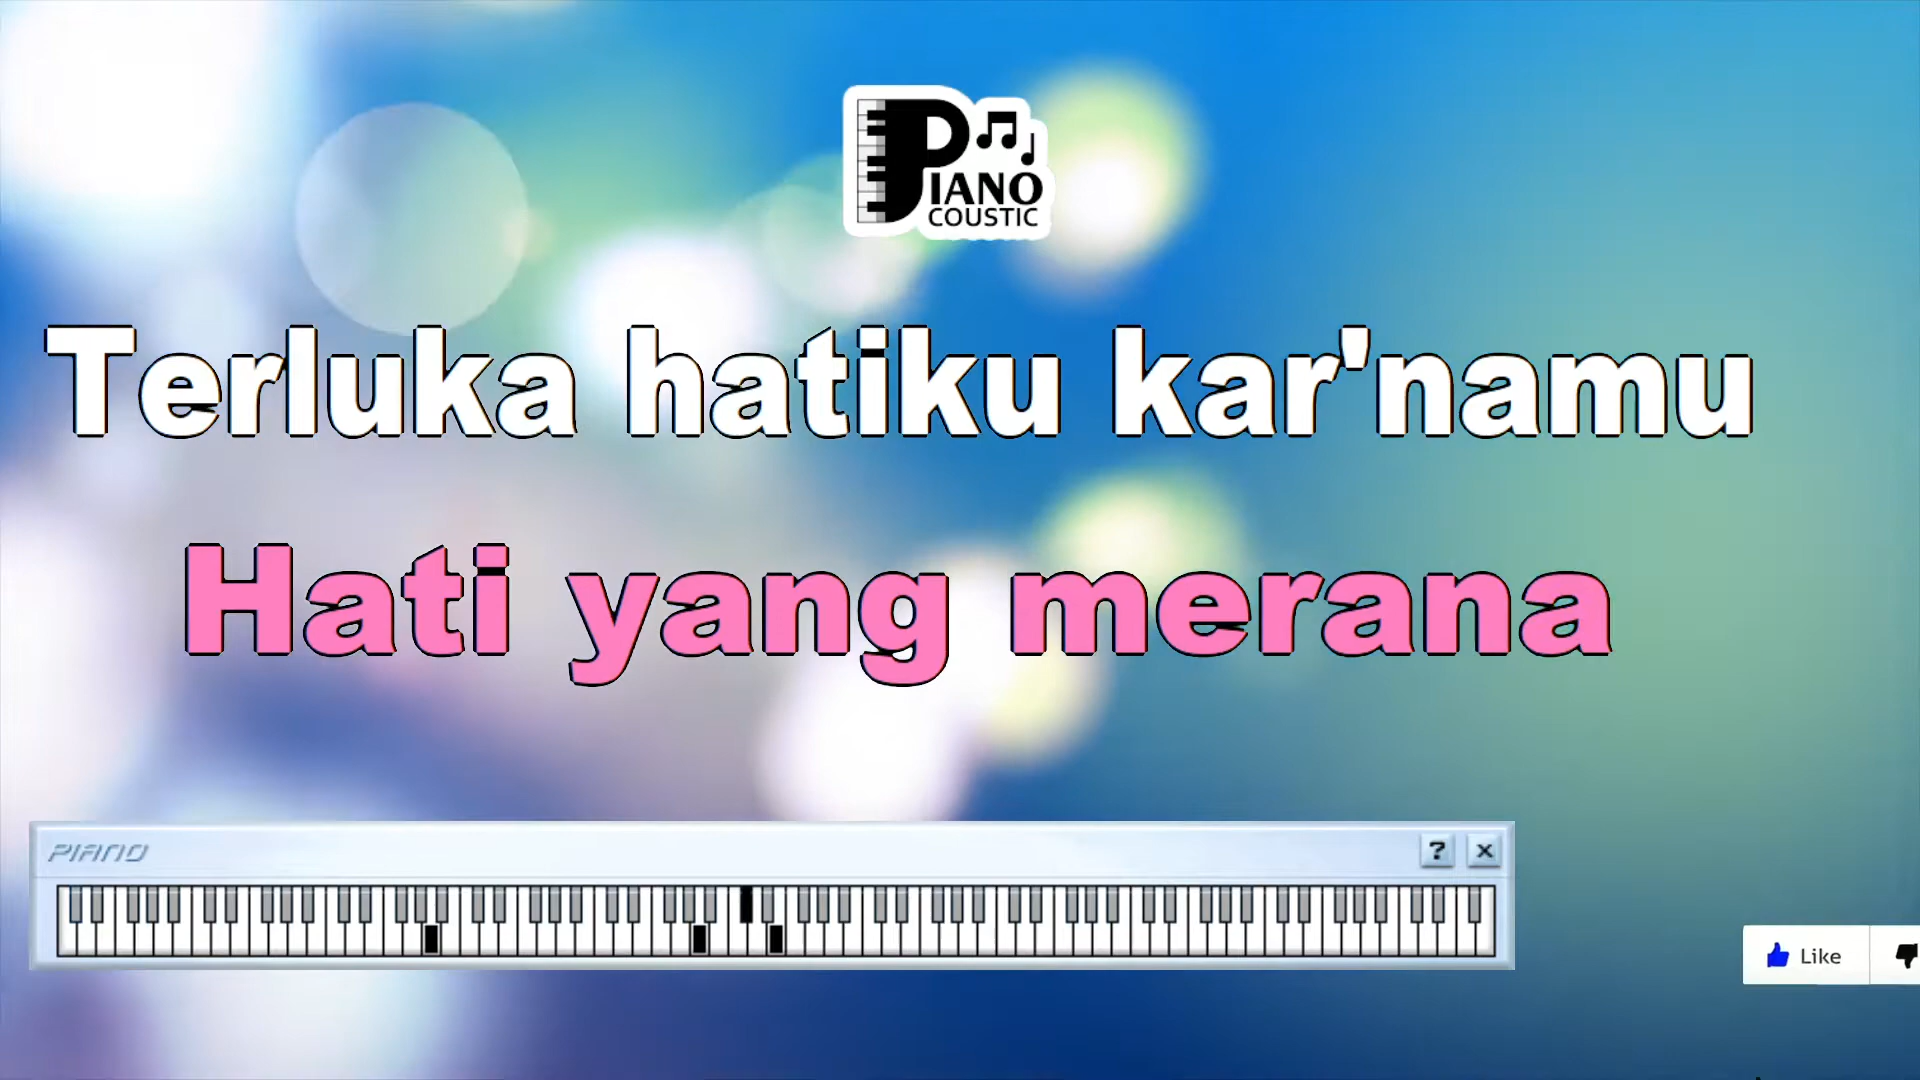 PIANO
COUSTIC
Terluka hatiku kar'namu
Hati yang merana
PIANO
? ×
Like